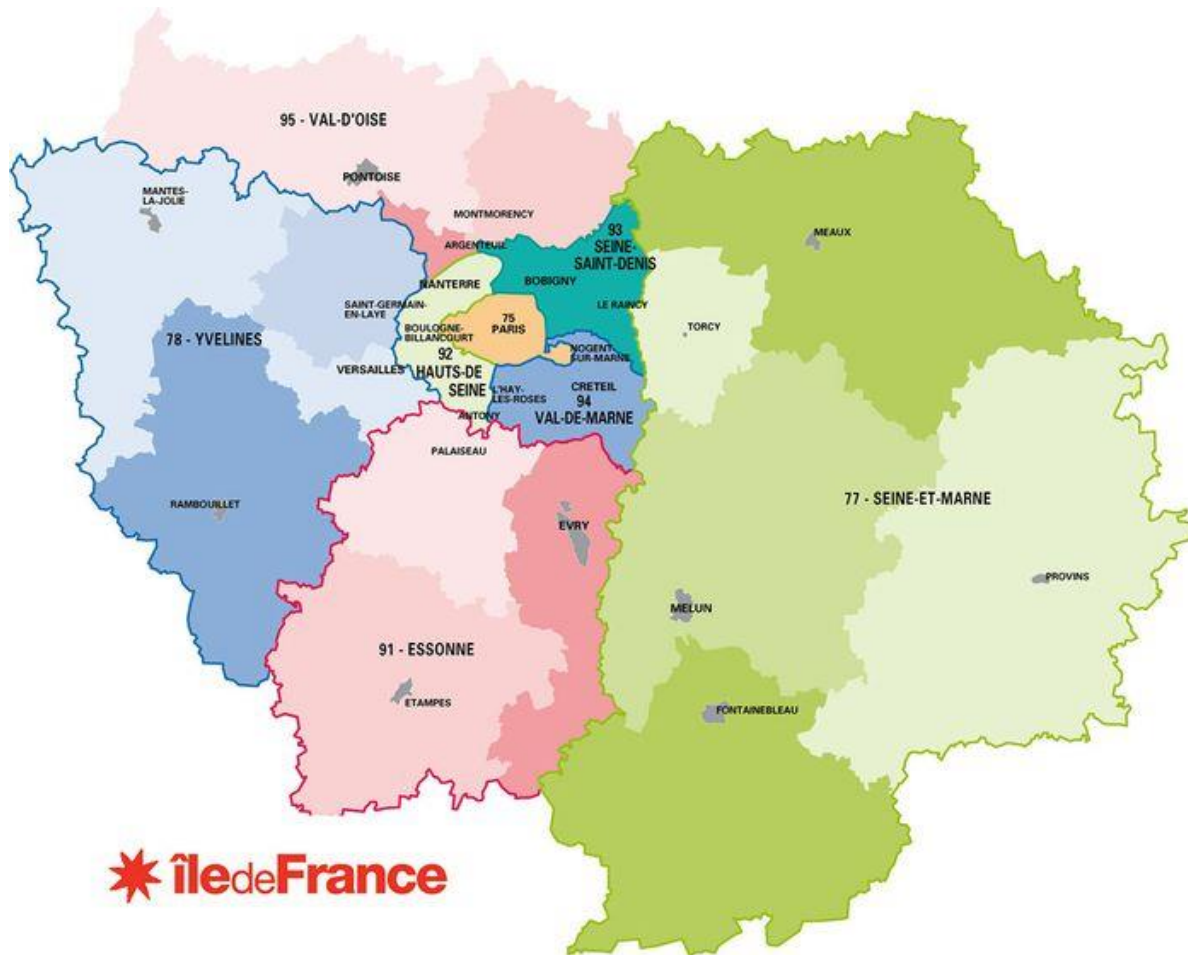 95 - VAL-D'OISE
PONTOISE
MANTES-
LA-JOLIE
MONTMORENCY
ARGENTEUIL
93
SEINE-
SAINT-DENIS
MEAUX
NANTERRE
BOBIGNY
SAINT-GERMAIN-
EN-LAYE
LE RAINCY
75
PARIS
TORCY
BOULOGNE-
BILLANCOURT
78 - YVELINES
NOGENT-
SUR-MARNE
92
HAUTS-DE
SEINE
VERSAILLES
L'HAY-
LES-ROSES
CRETEIL
94
VAL-DE-MARNE
ANTONY
PALAISEAU
RAMBOUILLET
77 - SEINE-ET-MARNE
EVRY
PROVINS
MELUN
91 - ESSONNE
ETAMPES
FONTAINEBLEAU
îledeFrance